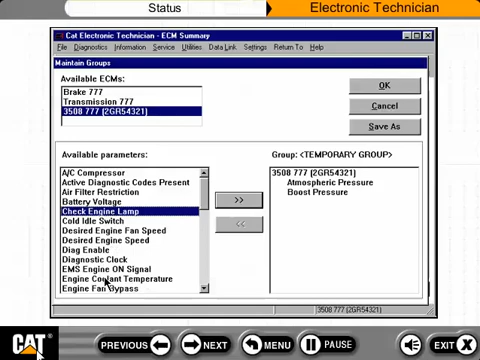 Status
Electronic Technician
Cat Electronic Technician - ECM Summary
File Diagnostics Information Service Utilities Data Link Settings Return To Help
Maintain Groups
Available ECMs:
Brake 777
Transmission 777
3508 777 (2GR54321)
OK
Cancel
Save As
Available parameters:
A/C Compressor
Active Diagnostic Codes Present
Air Filter Restriction
Battery Voltage
Check Engine Lamp
Cold Idle Switch
Desired Engine Fan Speed
Desired Engine Speed
Diag Enable
Diagnostic Clock
EMS Engine ON Signal
Engine Coolant Temperature
Engine Fan Bypass
>>
<<
Group: <TEMPORARY GROUP>
3508 777 (2GR54321)
Atmospheric Pressure
Boost Pressure
3508 777 (2GR54321)
CAT
PREVIOUS
NEXT
MENU
PAUSE
EXIT